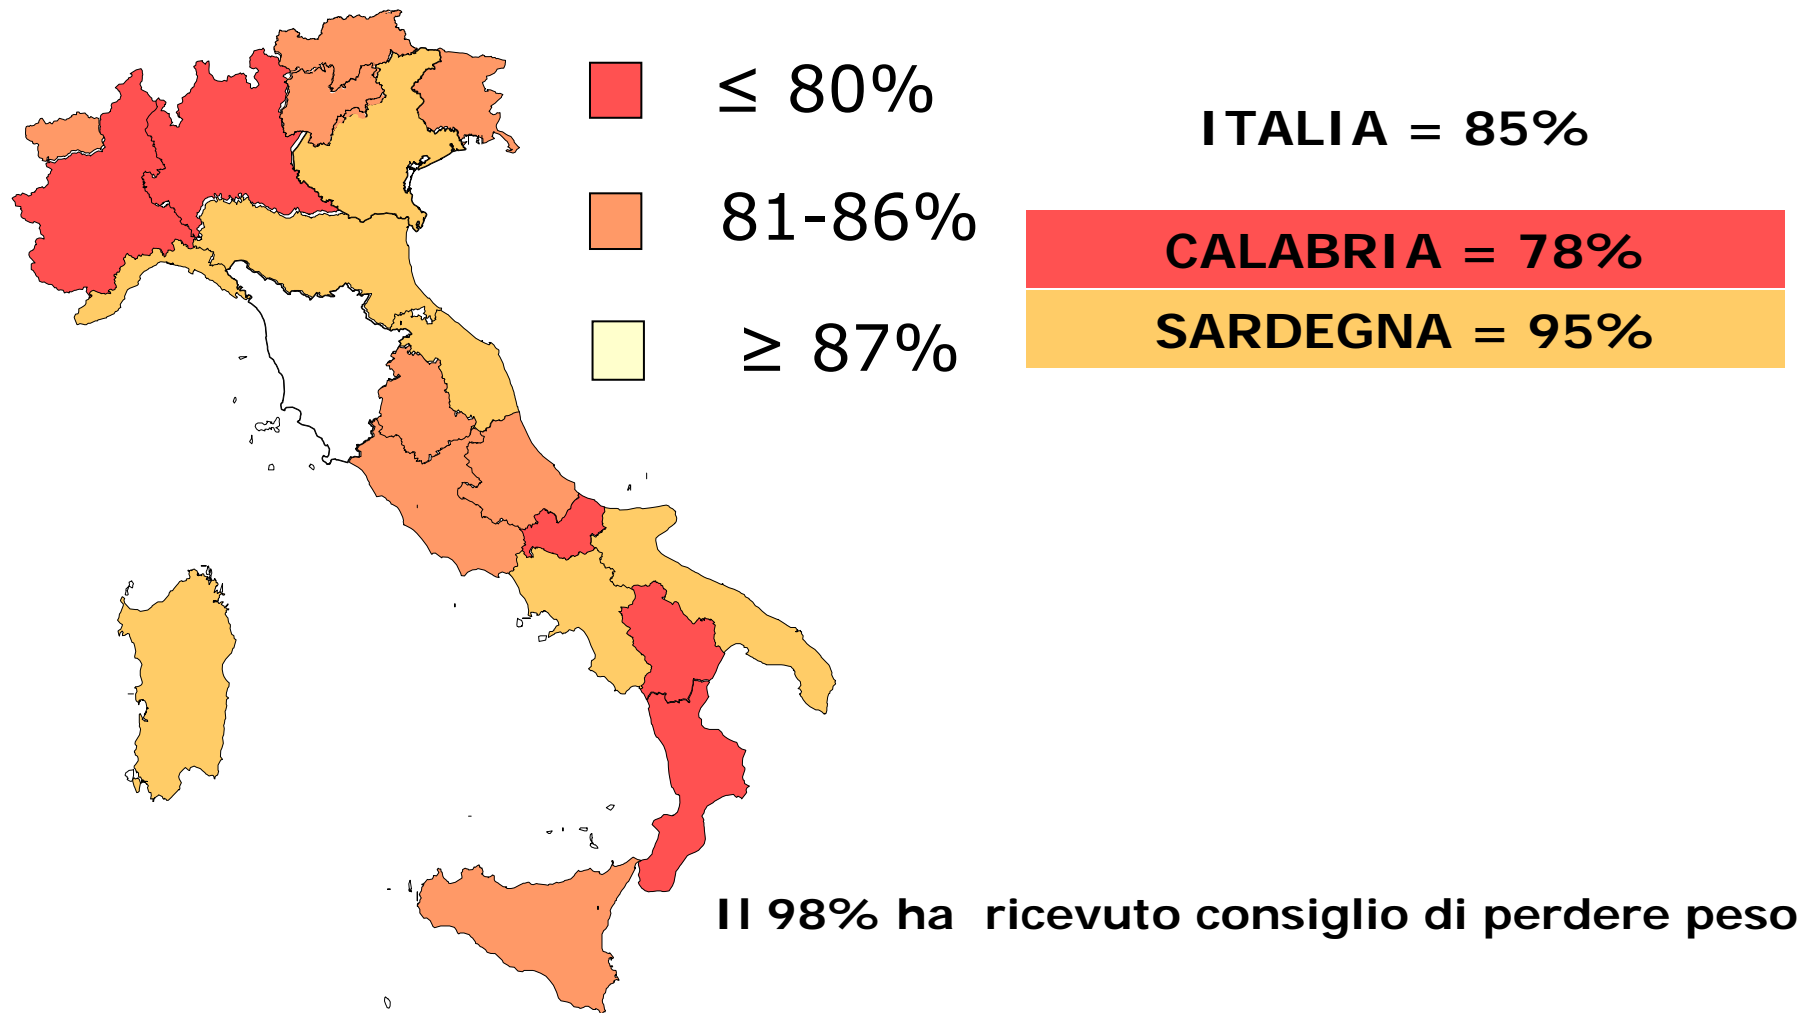 ≤ 80%
81-86%
≥ 87%
ITALIA = 85%
CALABRIA = 78%
SARDEGNA = 95%
Il 98% ha ricevuto consiglio di perdere peso